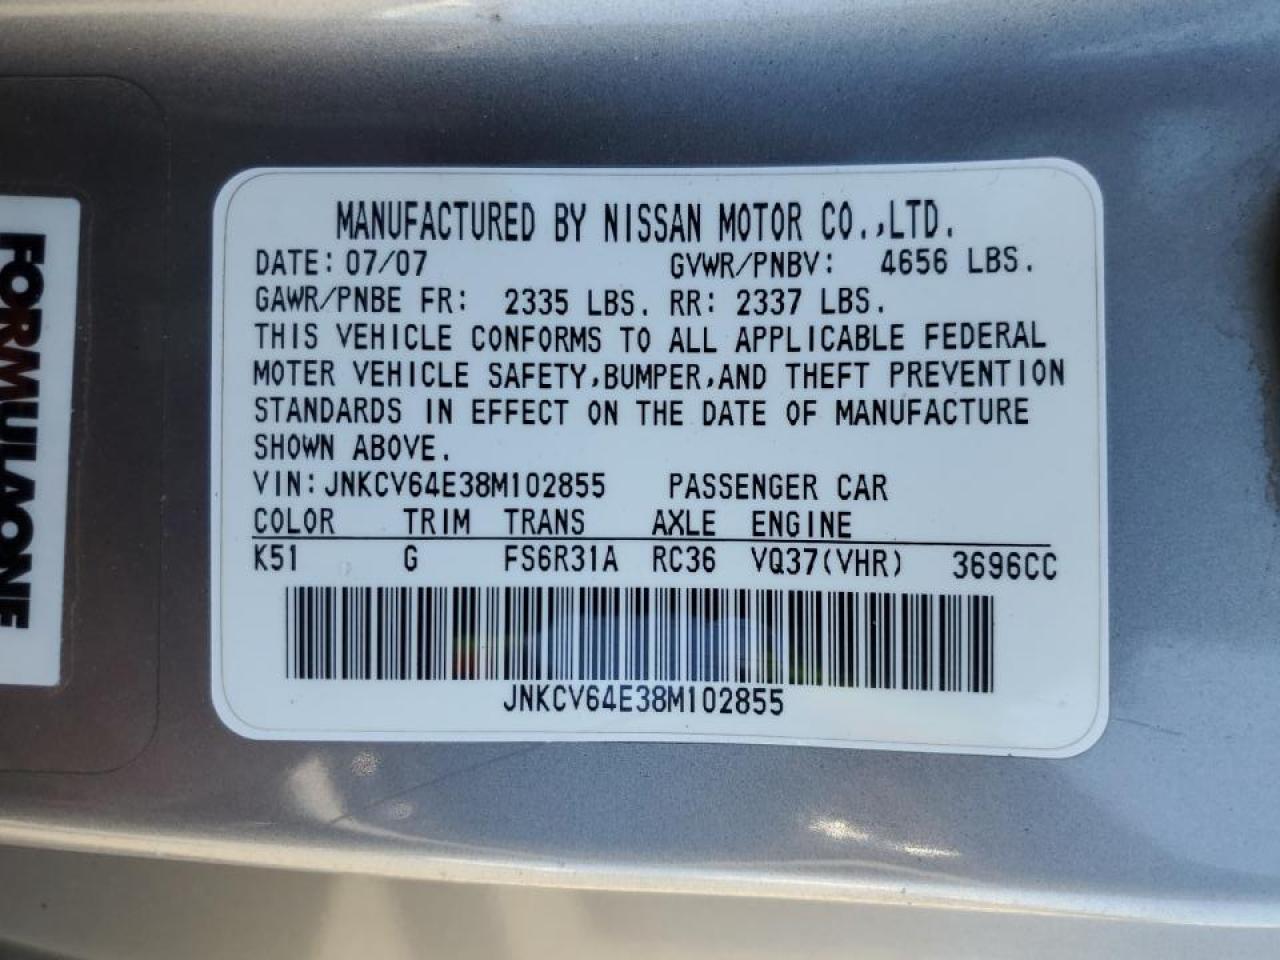 MANUFACTURED BY NISSAN MOTOR CO.,LTD.
DATE: 07/07 GVWR/PNBV: 4656 LBS.
GAWR/PNBE FR: 2335 LBS. RR: 2337 LBS.
THIS VEHICLE CONFORMS TO ALL APPLICABLE FEDERAL
MOTER VEHICLE SAFETY,BUMPER,AND THEFT PREVENTION
STANDARDS IN EFFECT ON THE DATE OF MANUFACTURE
SHOWN ABOVE.
VIN: JNKCV64E38M102855 PASSENGER CAR
COLOR TRIM TRANS AXLE ENGINE
K51 G FS6R31A RC36 VQ37(VHR) 3696CC
JNKCV64E38M102855
FORMULAONE